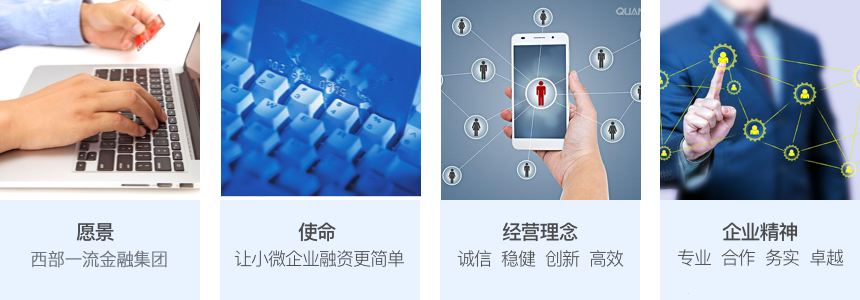 QUAN
愿景
西部一流金融集团
使命
让小微企业融资更简单
经营理念
诚信 稳健 创新 高效
企业精神
专业 合作 务实 卓越